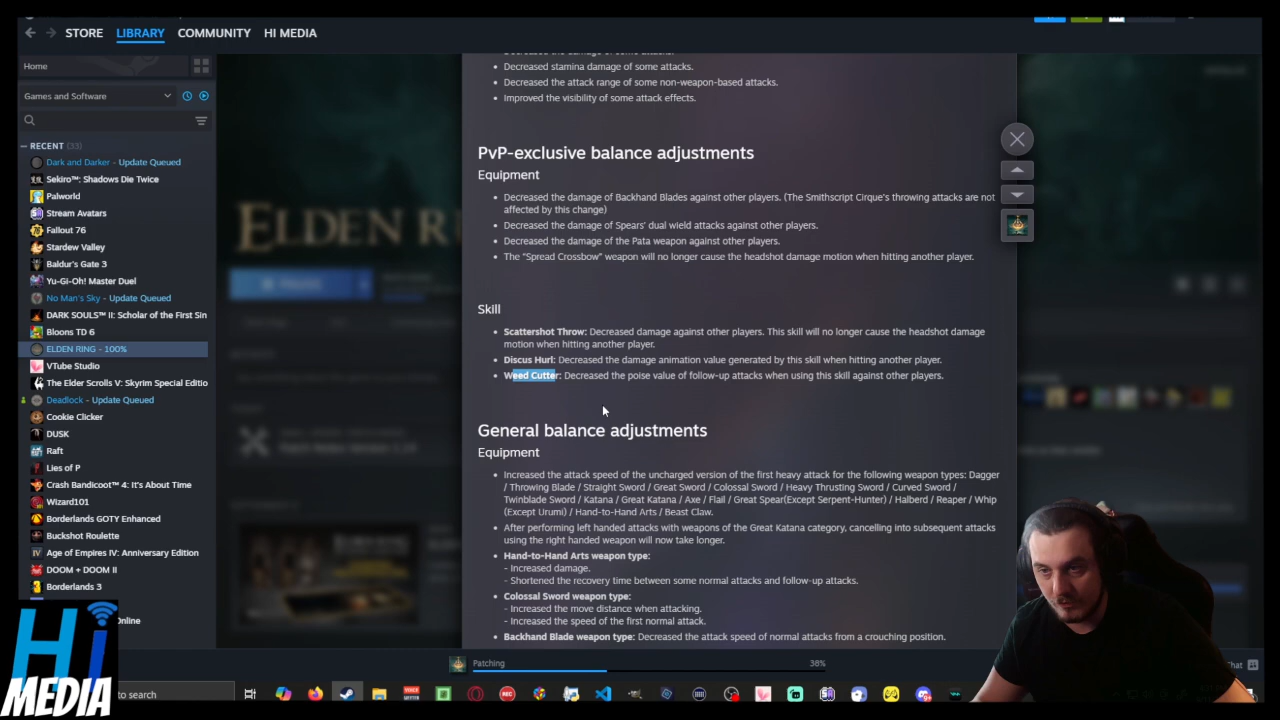 STORE LIBRARY COMMUNITY HI MEDIA
Home
Games and Software
RECENT (33)
Dark and Darker - Update Queued
Sekiro™: Shadows Die Twice
Palworld
Stream Avatars
Fallout 76
Stardew Valley
Baldur's Gate 3
Yu-Gi-Oh! Master Duel
No Man's Sky - Update Queued
DARK SOULS™ II: Scholar of the First Sin
Bloons TD 6
ELDEN RING - 100%
VTube Studio
The Elder Scrolls V: Skyrim Special Edition
Deadlock - Update Queued
Cookie Clicker
DUSK
Raft
Lies of P
Crash Bandicoot™ 4: It's About Time
Wizard101
Borderlands GOTY Enhanced
Buckshot Roulette
Age of Empires IV: Anniversary Edition
DOOM + DOOM II
Borderlands 3
Online
ELDEN RIN
• Decreased the damage of some attacks.
• Decreased stamina damage of some attacks.
• Decreased the attack range of some non-weapon-based attacks.
• Improved the visibility of some attack effects.
PvP-exclusive balance adjustments
Equipment
• Decreased the damage of Backhand Blades against other players. (The Smithscript Cirque's throwing attacks are not
affected by this change)
• Decreased the damage of Spears' dual wield attacks against other players.
• Decreased the damage of the Pata weapon against other players.
• The "Spread Crossbow" weapon will no longer cause the headshot damage motion when hitting another player.
Skill
• Scattershot Throw: Decreased damage against other players. This skill will no longer cause the headshot damage
motion when hitting another player.
• Discus Hurl: Decreased the damage animation value generated by this skill when hitting another player.
• Weed Cutter: Decreased the poise value of follow-up attacks when using this skill against other players.
General balance adjustments
Equipment
• Increased the attack speed of the uncharged version of the first heavy attack for the following weapon types: Dagger
/ Throwing Blade / Straight Sword / Great Sword / Colossal Sword / Heavy Thrusting Sword / Curved Sword /
Twinblade Sword / Katana / Great Katana / Axe / Flail / Great Spear(Except Serpent-Hunter) / Halberd / Reaper / Whip
(Except Urumi) / Hand-to-Hand Arts / Beast Claw.
• After performing left handed attacks with weapons of the Great Katana category, cancelling into subsequent attacks
using the right handed weapon will now take longer.
• Hand-to-Hand Arts weapon type:
- Increased damage.
- Shortened the recovery time between some normal attacks and follow-up attacks.
• Colossal Sword weapon type:
- Increased the move distance when attacking.
- Increased the speed of the first normal attack.
• Backhand Blade weapon type: Decreased the attack speed of normal attacks from a crouching position.
Patching 38%
Chat
to search
Hi
MEDIA